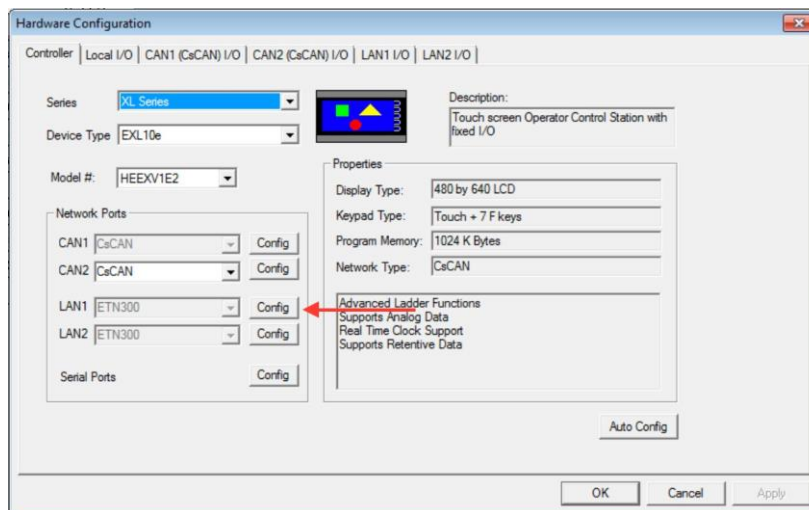 Hardware Configuration
Controller
Local I/O
CAN1 (CsCAN) I/O
CAN2 (CsCAN) I/O
LAN1 I/O
LAN2 I/O
Series
XL Series
Device Type
EXL10e
Model #:
HEEXV1E2
Description:
Touch screen Operator Control Station with
fixed I/O
Network Ports
CAN1
CsCAN
Config
CAN2
CsCAN
Config
LAN1
ETN300
Config
LAN2
ETN300
Config
Serial Ports
Config
Properties
Display Type:
480 by 640 LCD
Keypad Type:
Touch + 7 F keys
Program Memory:
1024 K Bytes
Network Type:
CsCAN
Advanced Ladder Functions
Supports Analog Data
Real Time Clock Support
Supports Retentive Data
Auto Config
OK
Cancel
Apply